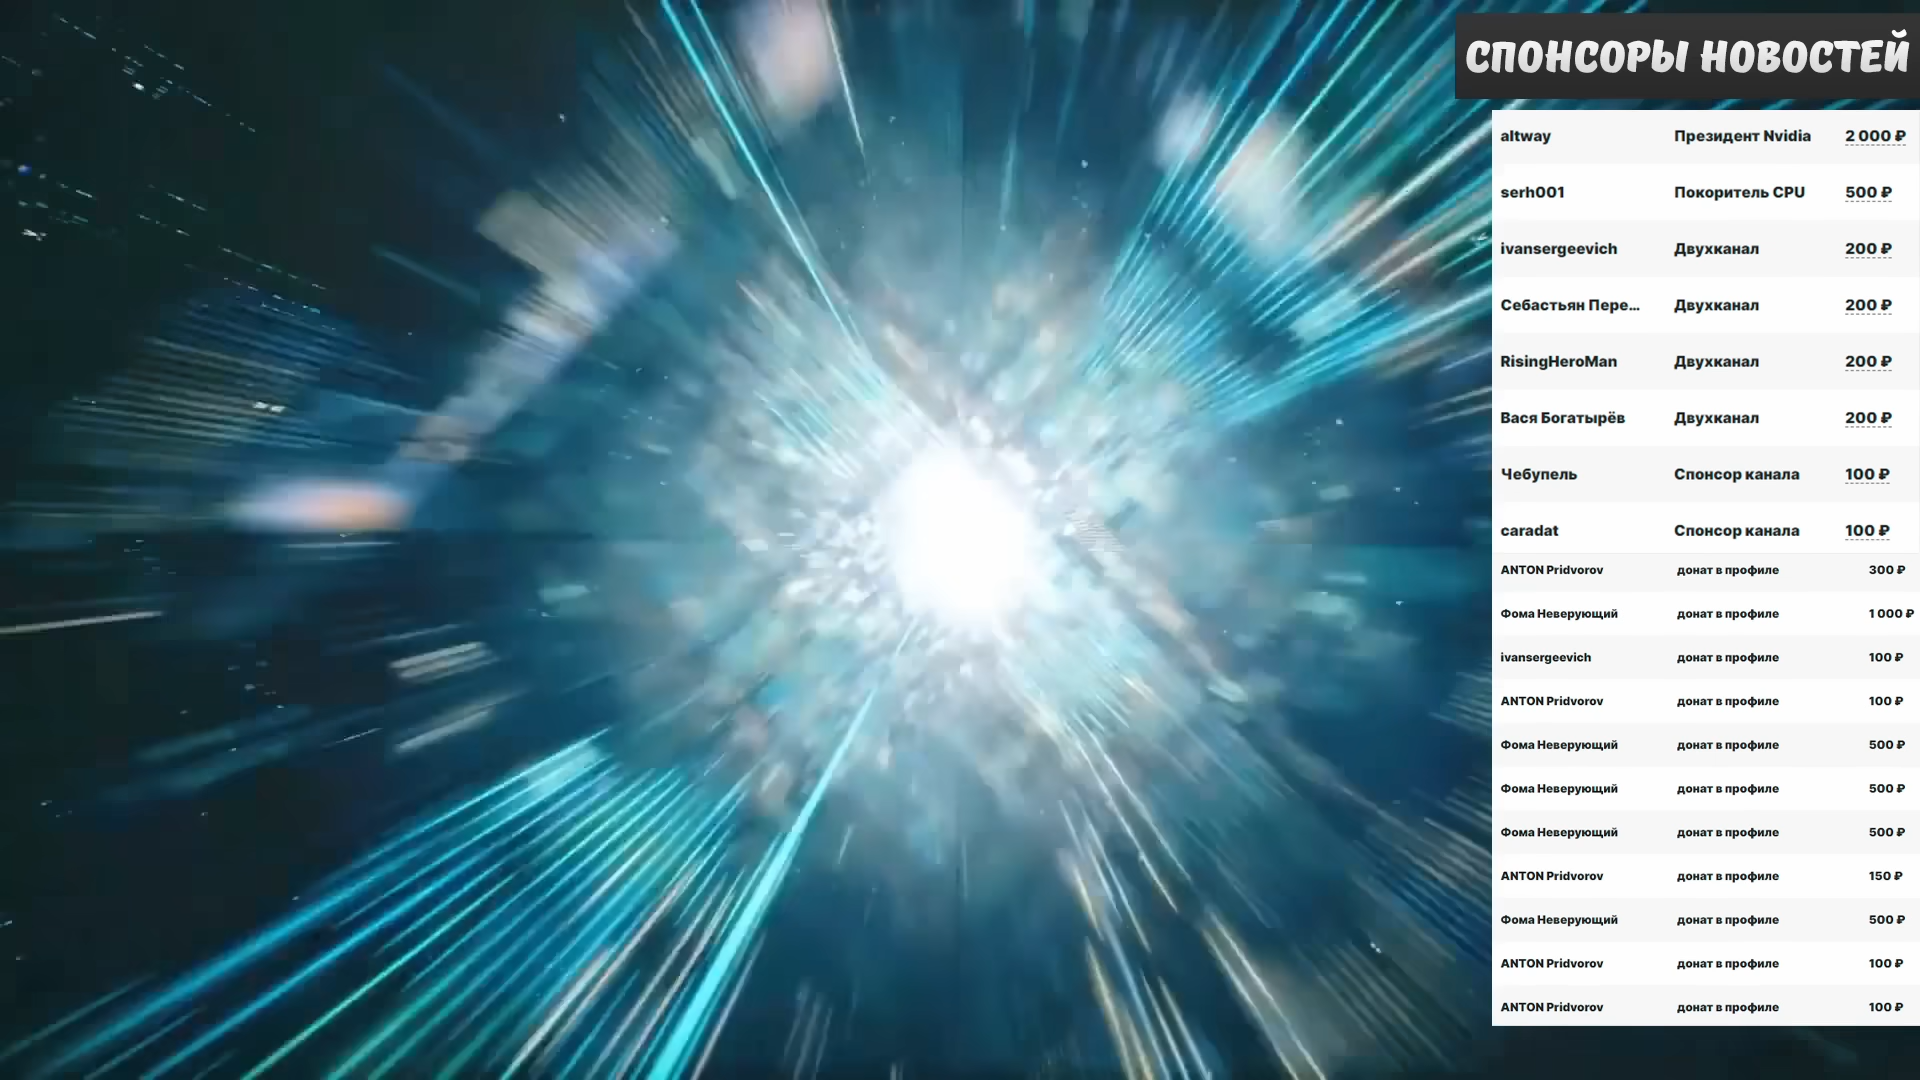 СПОНСОРЫ НОВОСТЕЙ
altway Президент Nvidia 2 000 ₽
serh001 Покоритель CPU 500 ₽
ivansergeevich Двухканал 200 ₽
Себастьян Пере... Двухканал 200 ₽
RisingHeroMan Двухканал 200 ₽
Вася Богатырёв Двухканал 200 ₽
Чебупель Спонсор канала 100 ₽
caradat Спонсор канала 100 ₽
ANTON Pridvorov донат в профиле 300 ₽
Фома Неверующий донат в профиле 1 000 ₽
ivansergeevich донат в профиле 100 ₽
ANTON Pridvorov донат в профиле 100 ₽
Фома Неверующий донат в профиле 500 ₽
Фома Неверующий донат в профиле 500 ₽
Фома Неверующий донат в профиле 500 ₽
ANTON Pridvorov донат в профиле 150 ₽
Фома Неверующий донат в профиле 500 ₽
ANTON Pridvorov донат в профиле 100 ₽
ANTON Pridvorov донат в профиле 100 ₽